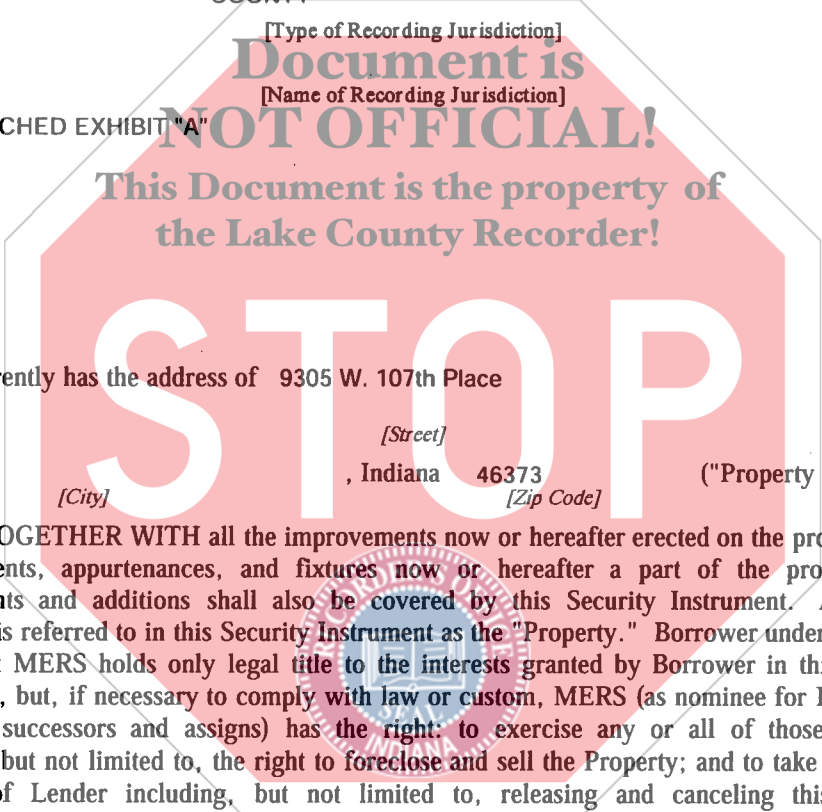 COUNTY
[Type of Recording Jurisdiction]
Document is
[Name of Recording Jurisdiction]
CHED EXHIBIT "A"
NOT OFFICIAL!
This Document is the property of
the Lake County Recorder!
STOP
ently has the address of 9305 W. 107th Place
[Street]
, Indiana 46373 ("Property
[City] [Zip Code]
OGETHER WITH all the improvements now or hereafter erected on the pro
ents, appurtenances, and fixtures now or hereafter a part of the pro
nts and additions shall also be covered by this Security Instrument.
is referred to in this Security Instrument as the "Property." Borrower under
MERS holds only legal title to the interests granted by Borrower in thi
, but, if necessary to comply with law or custom, MERS (as nominee for
successors and assigns) has the right: to exercise any or all of those
but not limited to, the right to foreclose and sell the Property; and to take
of Lender including, but not limited to, releasing and canceling this
RECORDER'S OFFICE
SEAL
INDIANA